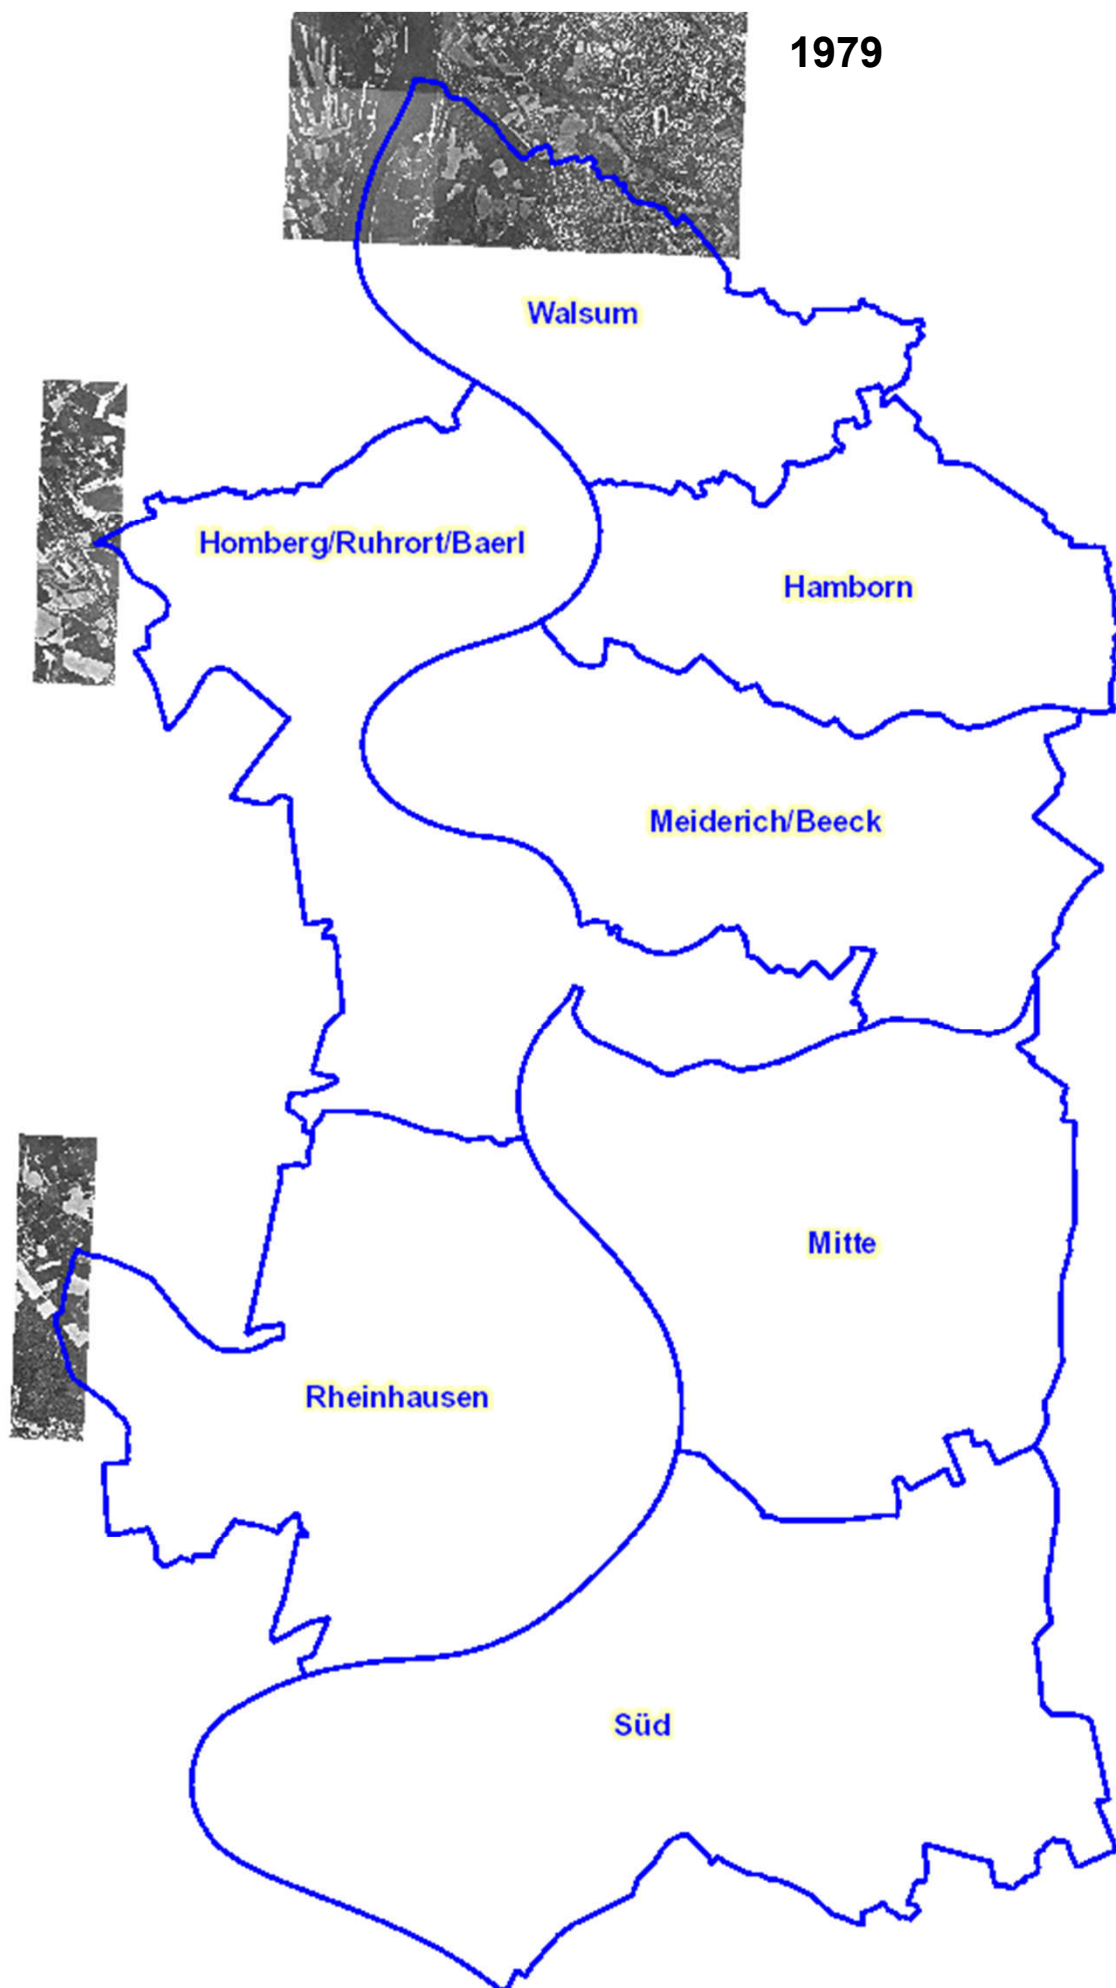 1979
Walsum
Homberg/Ruhrort/Baerl
Hamborn
Meiderich/Beeck
Mitte
Rheinhausen
Süd